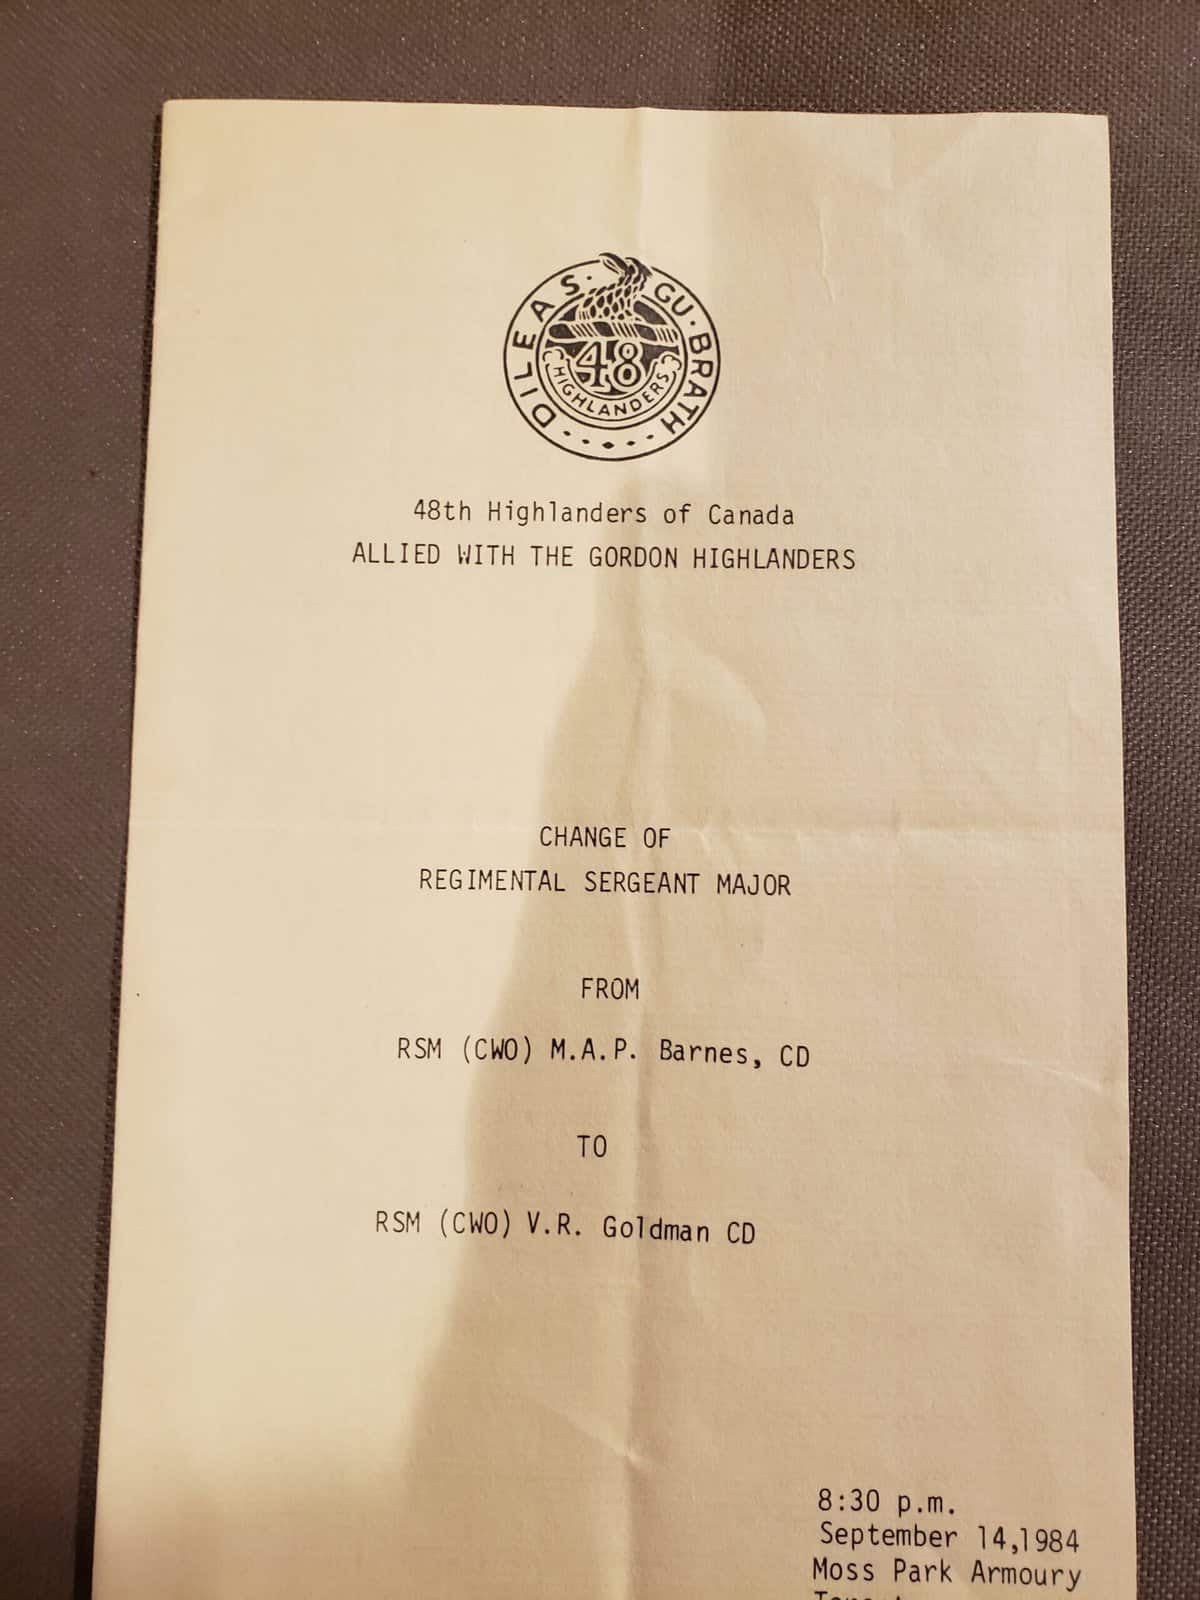 DILEAS · GU · BRATH
48
HIGHLANDERS
48th Highlanders of Canada
ALLIED WITH THE GORDON HIGHLANDERS
CHANGE OF
REGIMENTAL SERGEANT MAJOR
FROM
RSM (CWO) M.A.P. Barnes, CD
TO
RSM (CWO) V.R. Goldman CD
8:30 p.m.
September 14,1984
Moss Park Armoury